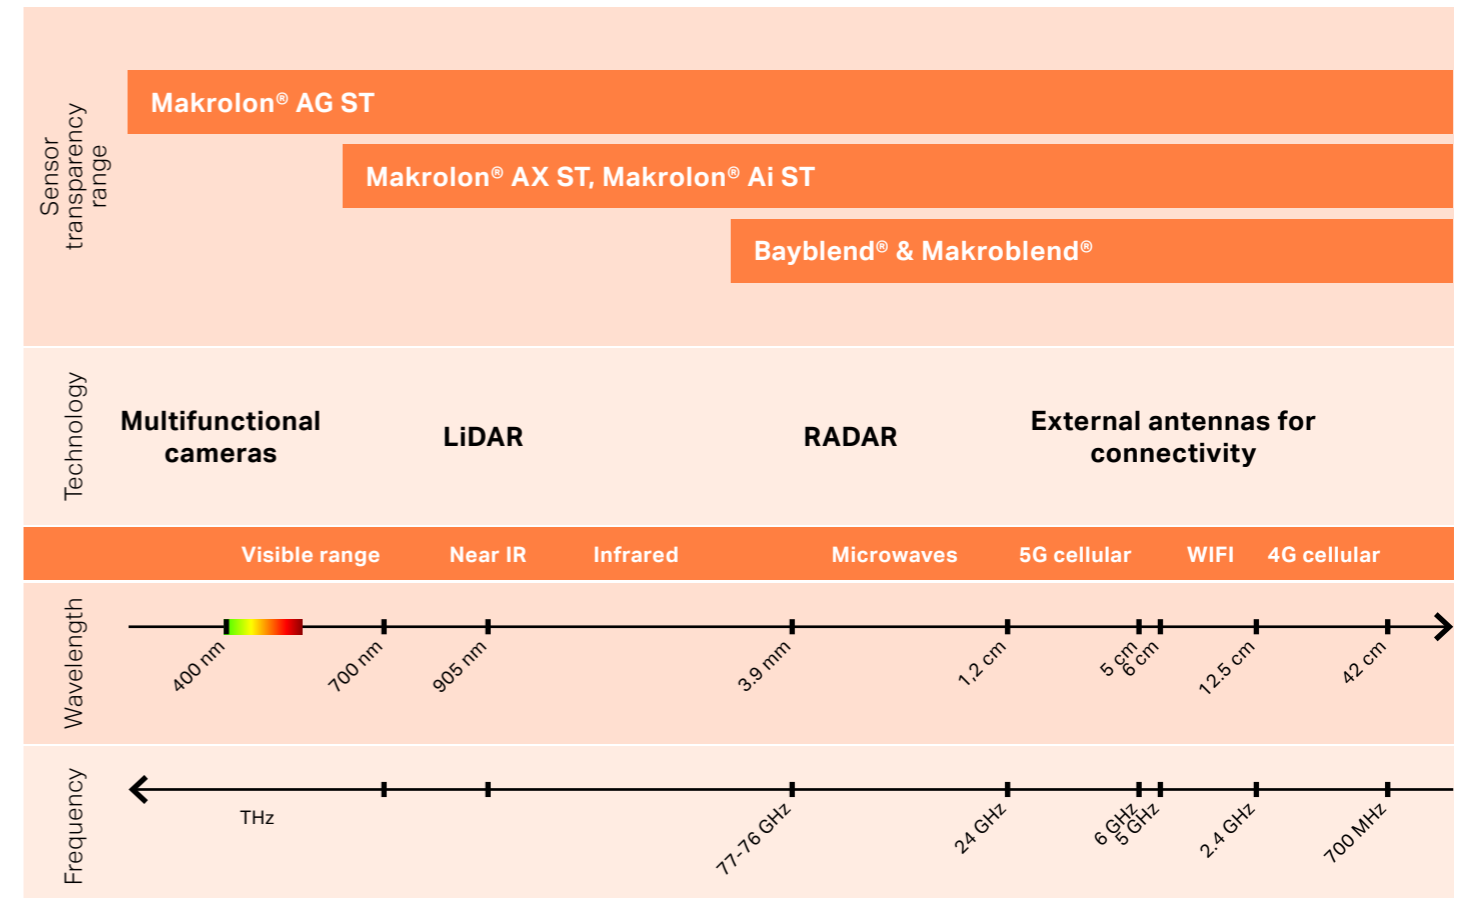 Sensor
transparency
range
Makrolon® AG ST
Makrolon® AX ST, Makrolon® Ai ST
Bayblend® & Makroblend®
Technology
Multifunctional
cameras
LiDAR
RADAR
External antennas for
connectivity
Visible range
Near IR
Infrared
Microwaves
5G cellular
WIFI
4G cellular
Wavelength
400 nm
700 nm
905 nm
3.9 mm
1,2 cm
5 cm
6 cm
12.5 cm
42 cm
Frequency
THz
77-76 GHz
24 GHz
6 GHz
5 GHz
2.4 GHz
700 MHz